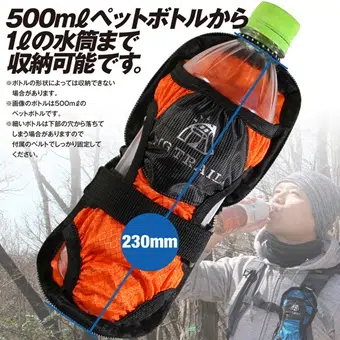 500mℓペットボトルから
1ℓの水筒まで
収納可能です。
※ボトルの形状によっては収納できない
場合があります。
※画像のボトルは500mℓの
ペットボトルです。
※細いボトルは下部の穴から落ちて
しまう場合がありますので
付属のベルトでしっかり固定して
ください。
NG TRAIL
230mm